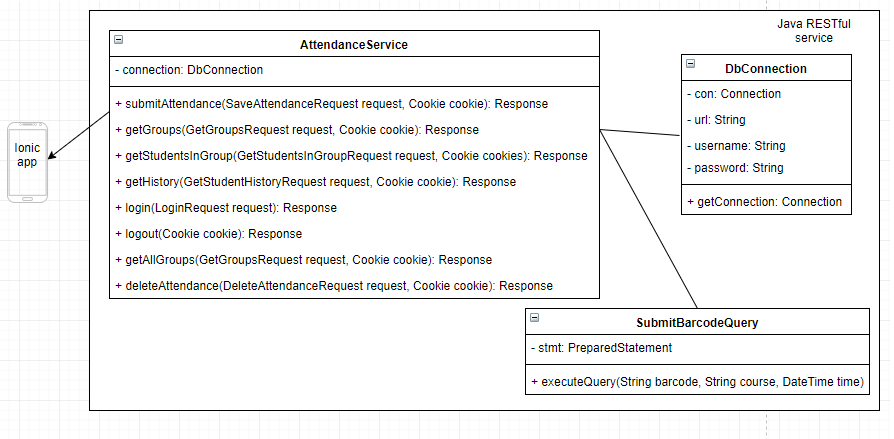 Java RESTful
service
Ionic
app
AttendanceService
- connection: DbConnection
+ submitAttendance(SaveAttendanceRequest request, Cookie cookie): Response
+ getGroups(GetGroupsRequest request, Cookie cookie): Response
+ getStudentsInGroup(GetStudentsInGroupRequest request, Cookie cookies): Response
+ getHistory(GetStudentHistoryRequest request, Cookie cookie): Response
+ login(LoginRequest request): Response
+ logout(Cookie cookie): Response
+ getAllGroups(GetGroupsRequest request, Cookie cookie): Response
+ deleteAttendance(DeleteAttendanceRequest request, Cookie cookie): Response
DbConnection
- con: Connection
- url: String
- username: String
- password: String
+ getConnection: Connection
SubmitBarcodeQuery
- stmt: PreparedStatement
+ executeQuery(String barcode, String course, DateTime time)